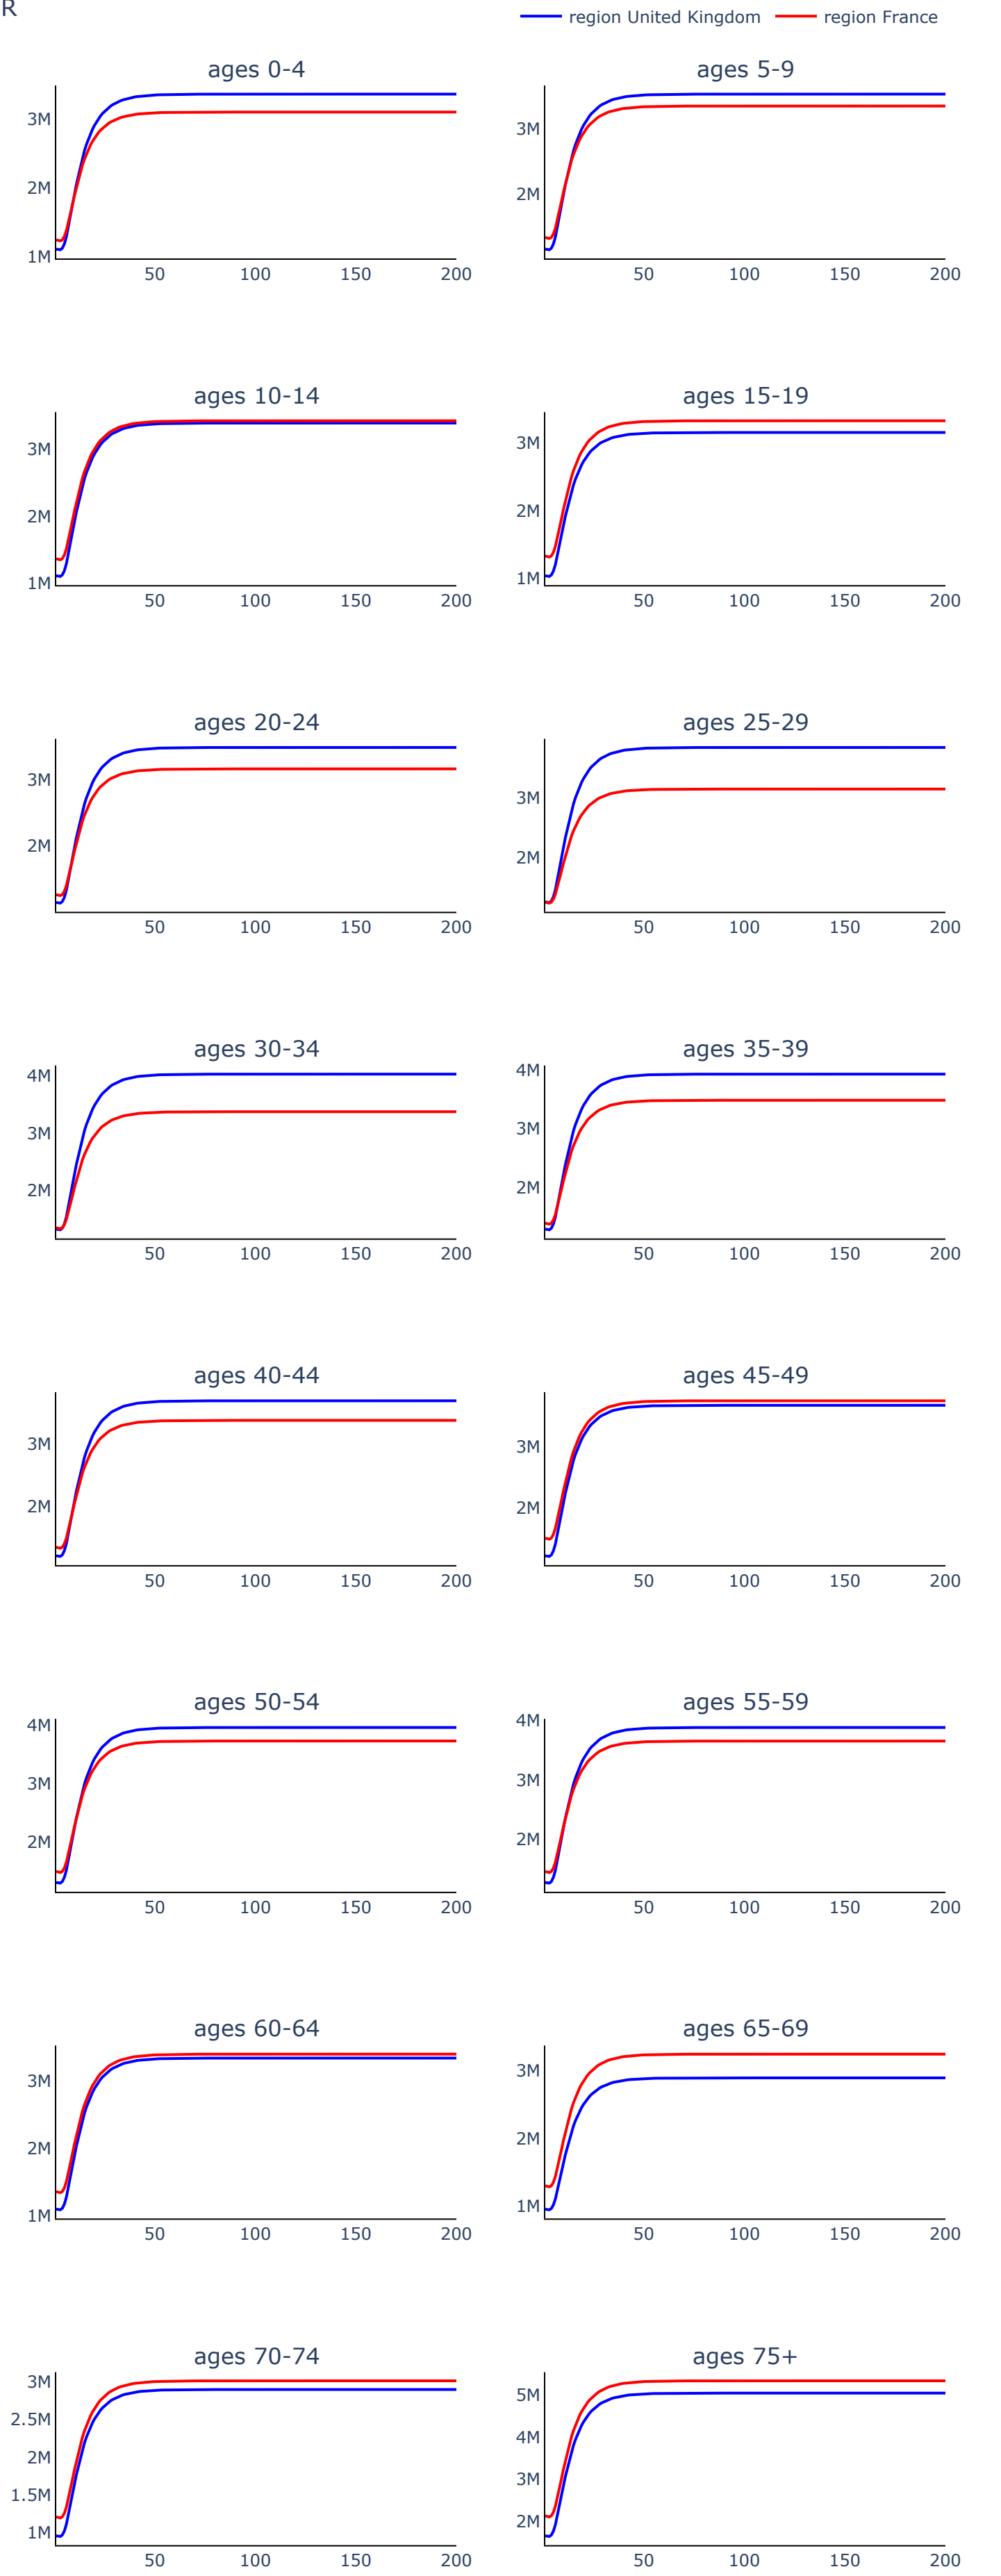 R
region United Kingdom region France
ages 0-4 ages 5-9
3M 3M
2M 2M
1M
50 100 150 200 50 100 150 200
ages 10-14 ages 15-19
3M 3M
2M 2M
1M 1M
50 100 150 200 50 100 150 200
ages 20-24 ages 25-29
3M 3M
2M 2M
50 100 150 200 50 100 150 200
ages 30-34 ages 35-39
4M 4M
3M 3M
2M 2M
50 100 150 200 50 100 150 200
ages 40-44 ages 45-49
3M 3M
2M 2M
50 100 150 200 50 100 150 200
ages 50-54 ages 55-59
4M 4M
3M 3M
2M 2M
50 100 150 200 50 100 150 200
ages 60-64 ages 65-69
3M 3M
2M 2M
1M 1M
50 100 150 200 50 100 150 200
ages 70-74 ages 75+
3M 5M
2.5M 4M
2M 3M
1.5M 2M
1M
50 100 150 200 50 100 150 200